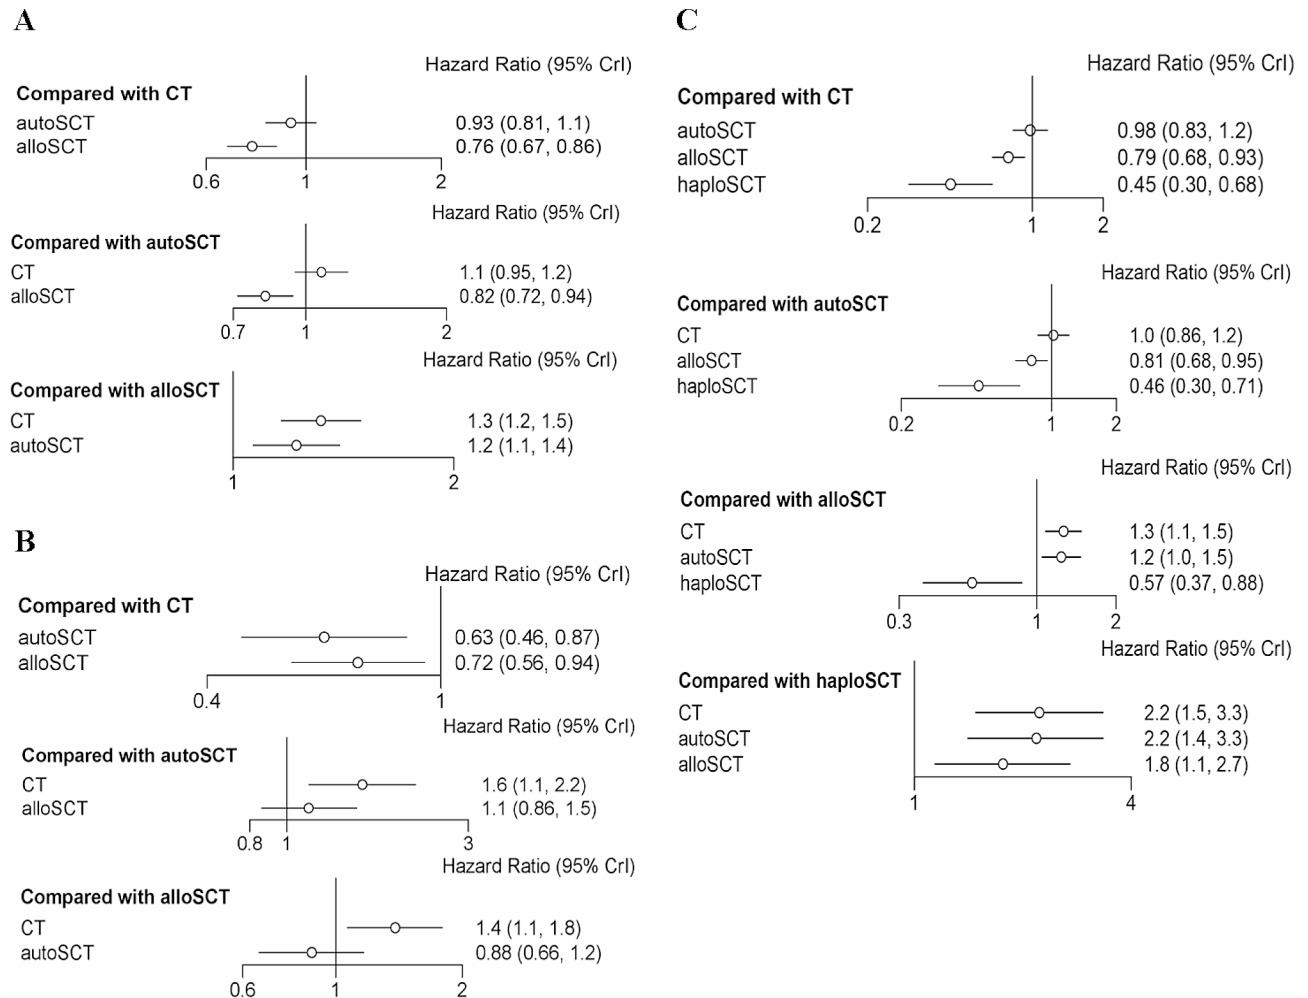 A
Hazard Ratio (95% CrI)
Compared with CT
autoSCT 0.93 (0.81, 1.1)
alloSCT 0.76 (0.67, 0.86)
0.6 1 2
Hazard Ratio (95% CrI)
Compared with autoSCT
CT 1.1 (0.95, 1.2)
alloSCT 0.82 (0.72, 0.94)
0.7 1 2
Hazard Ratio (95% CrI)
Compared with alloSCT
CT 1.3 (1.2, 1.5)
autoSCT 1.2 (1.1, 1.4)
1 2
B
Hazard Ratio (95% CrI)
Compared with CT
autoSCT 0.63 (0.46, 0.87)
alloSCT 0.72 (0.56, 0.94)
0.4 1
Hazard Ratio (95% CrI)
Compared with autoSCT
CT 1.6 (1.1, 2.2)
alloSCT 1.1 (0.86, 1.5)
0.8 1 3
Hazard Ratio (95% CrI)
Compared with alloSCT
CT 1.4 (1.1, 1.8)
autoSCT 0.88 (0.66, 1.2)
0.6 1 2
C
Hazard Ratio (95% CrI)
Compared with CT
autoSCT 0.98 (0.83, 1.2)
alloSCT 0.79 (0.68, 0.93)
haploSCT 0.45 (0.30, 0.68)
0.2 1 2
Hazard Ratio (95% CrI)
Compared with autoSCT
CT 1.0 (0.86, 1.2)
alloSCT 0.81 (0.68, 0.95)
haploSCT 0.46 (0.30, 0.71)
0.2 1 2
Hazard Ratio (95% CrI)
Compared with alloSCT
CT 1.3 (1.1, 1.5)
autoSCT 1.2 (1.0, 1.5)
haploSCT 0.57 (0.37, 0.88)
0.3 1 2
Hazard Ratio (95% CrI)
Compared with haploSCT
CT 2.2 (1.5, 3.3)
autoSCT 2.2 (1.4, 3.3)
alloSCT 1.8 (1.1, 2.7)
1 4